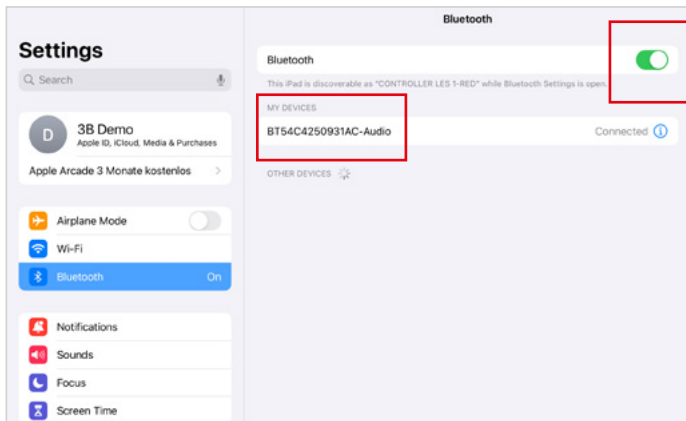 Settings
Search
D
3B Demo
Apple ID, iCloud, Media & Purchases
Apple Arcade 3 Monate kostenlos
Airplane Mode
Wi-Fi
Bluetooth On
Notifications
Sounds
Focus
Screen Time
Bluetooth
Bluetooth
This iPad is discoverable as "CONTROLLER LES 1-RED" while Bluetooth Settings is open.
MY DEVICES
BT54C4250931AC-Audio Connected
OTHER DEVICES